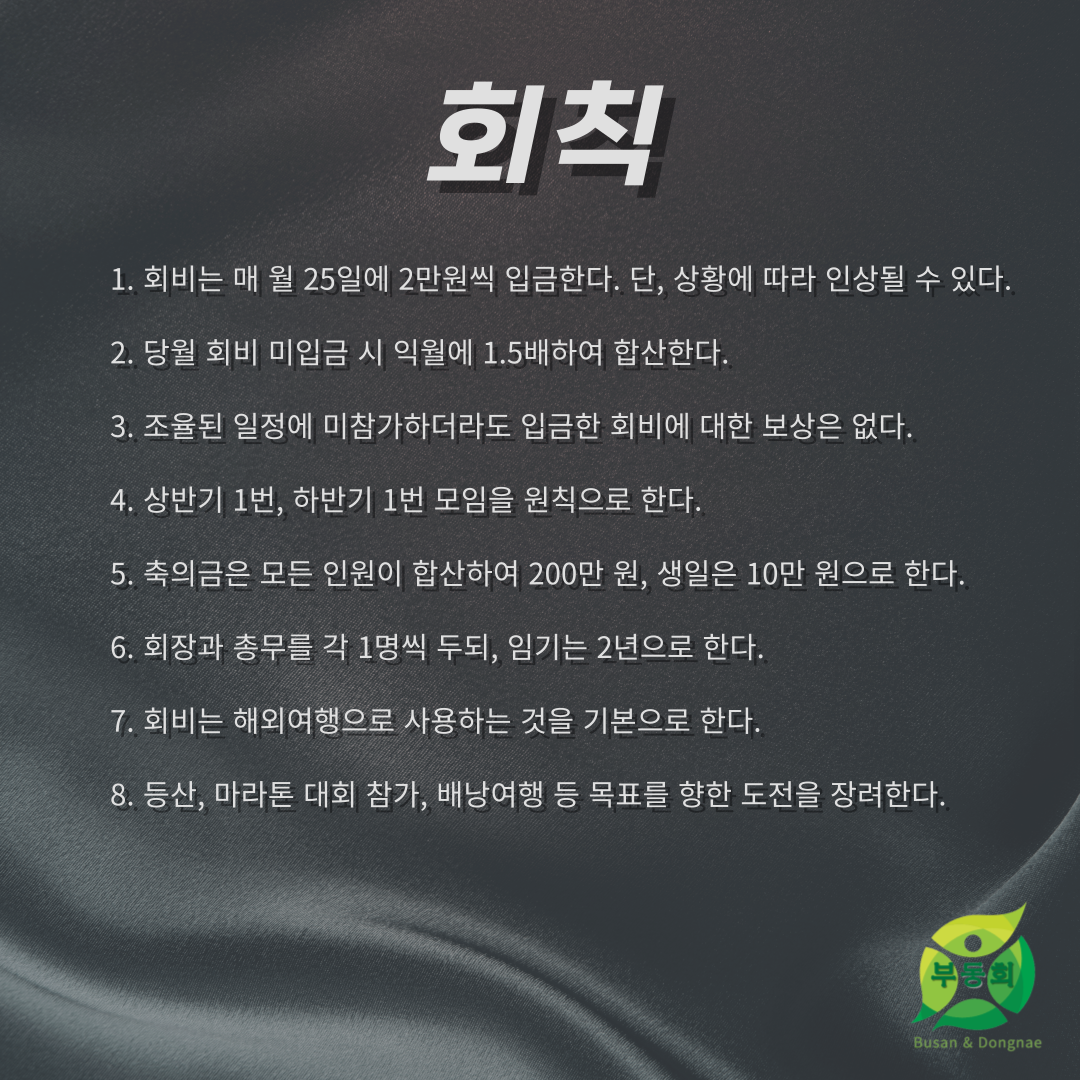 회칙
1. 회비는 매 월 25일에 2만원씩 입금한다. 단, 상황에 따라 인상될 수 있다.
2. 당월 회비 미입금 시 익월에 1.5배하여 합산한다.
3. 조율된 일정에 미참가하더라도 입금한 회비에 대한 보상은 없다.
4. 상반기 1번, 하반기 1번 모임을 원칙으로 한다.
5. 축의금은 모든 인원이 합산하여 200만 원, 생일은 10만 원으로 한다.
6. 회장과 총무를 각 1명씩 두되, 임기는 2년으로 한다.
7. 회비는 해외여행으로 사용하는 것을 기본으로 한다.
8. 등산, 마라톤 대회 참가, 배낭여행 등 목표를 향한 도전을 장려한다.
부동회
Busan & Dongnae